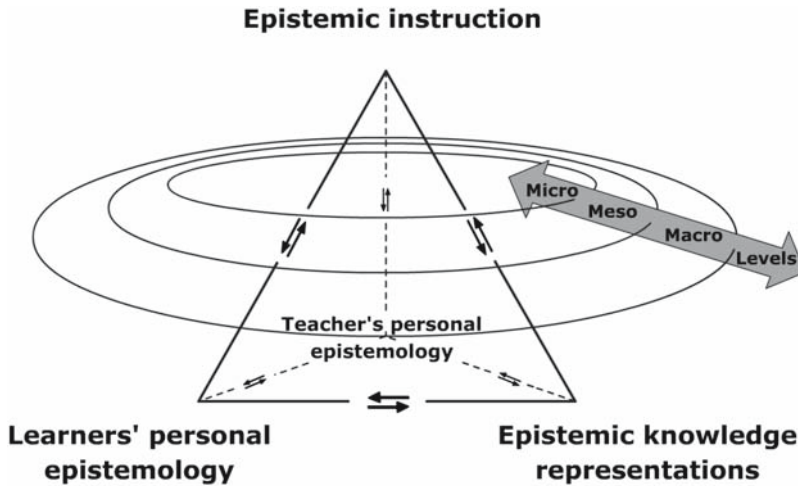 Epistemic instruction
Micro
Meso
Macro
Levels
Teacher's personal
epistemology
Learners' personal
epistemology
Epistemic knowledge
representations